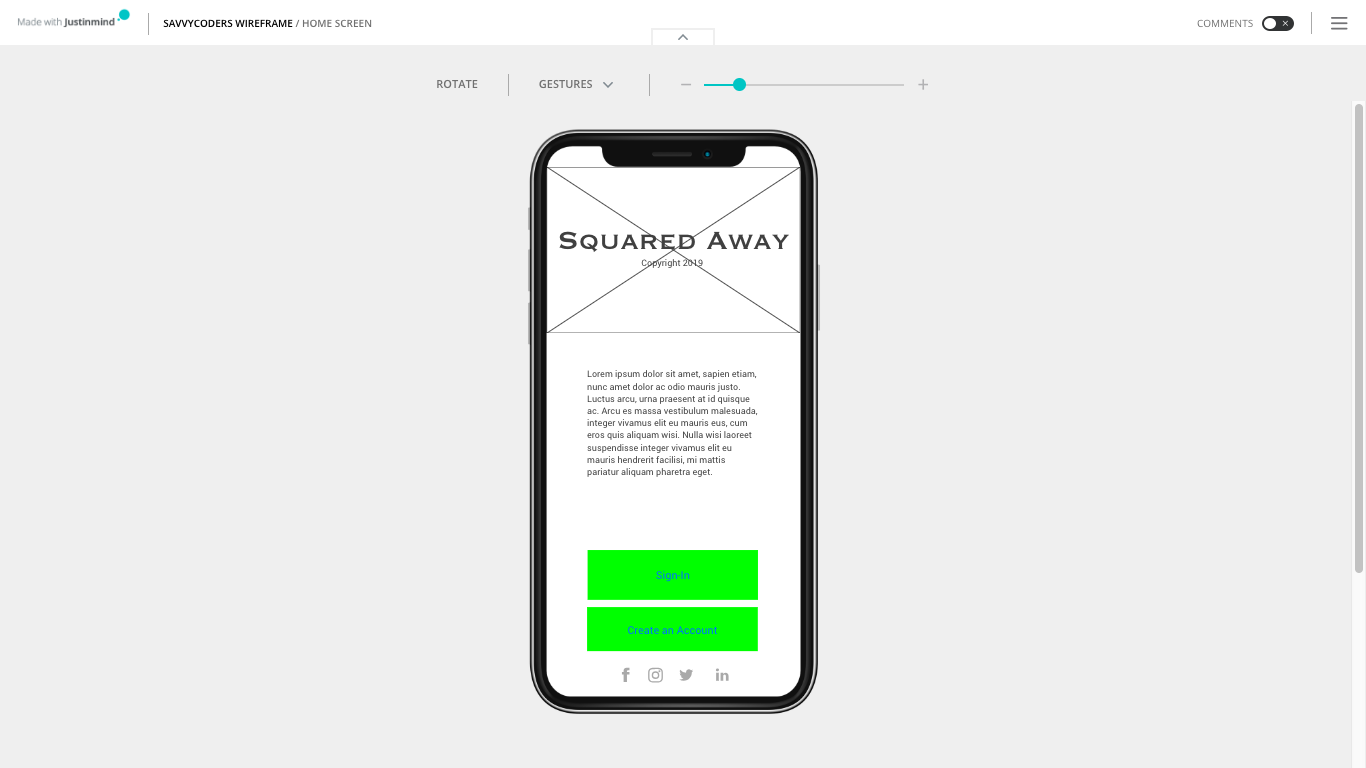 Made with Justinmind
SAVVYCODERS WIREFRAME / HOME SCREEN
COMMENTS
ROTATE
GESTURES
Squared Away
Copyright 2019
Lorem ipsum dolor sit amet, sapien etiam,
nunc amet dolor ac odio mauris justo.
Luctus arcu, urna praesent at id quisque
ac. Arcu es massa vestibulum malesuada,
integer vivamus elit eu mauris eus, cum
eros quis aliquam wisi. Nulla wisi laoreet
suspendisse integer vivamus elit eu
mauris hendrerit facilisi, mi mattis
pariatur aliquam pharetra eget.
Sign-In
Create an Account